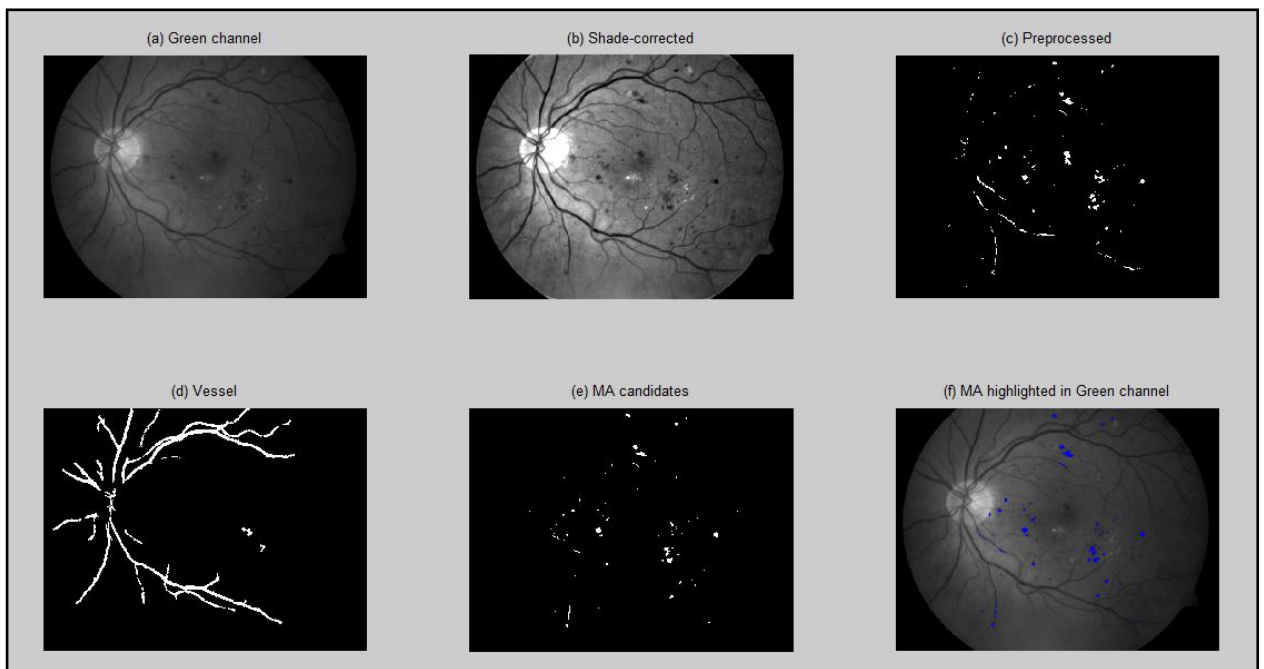 (a) Green channel
(b) Shade-corrected
(c) Preprocessed
(d) Vessel
(e) MA candidates
(f) MA highlighted in Green channel